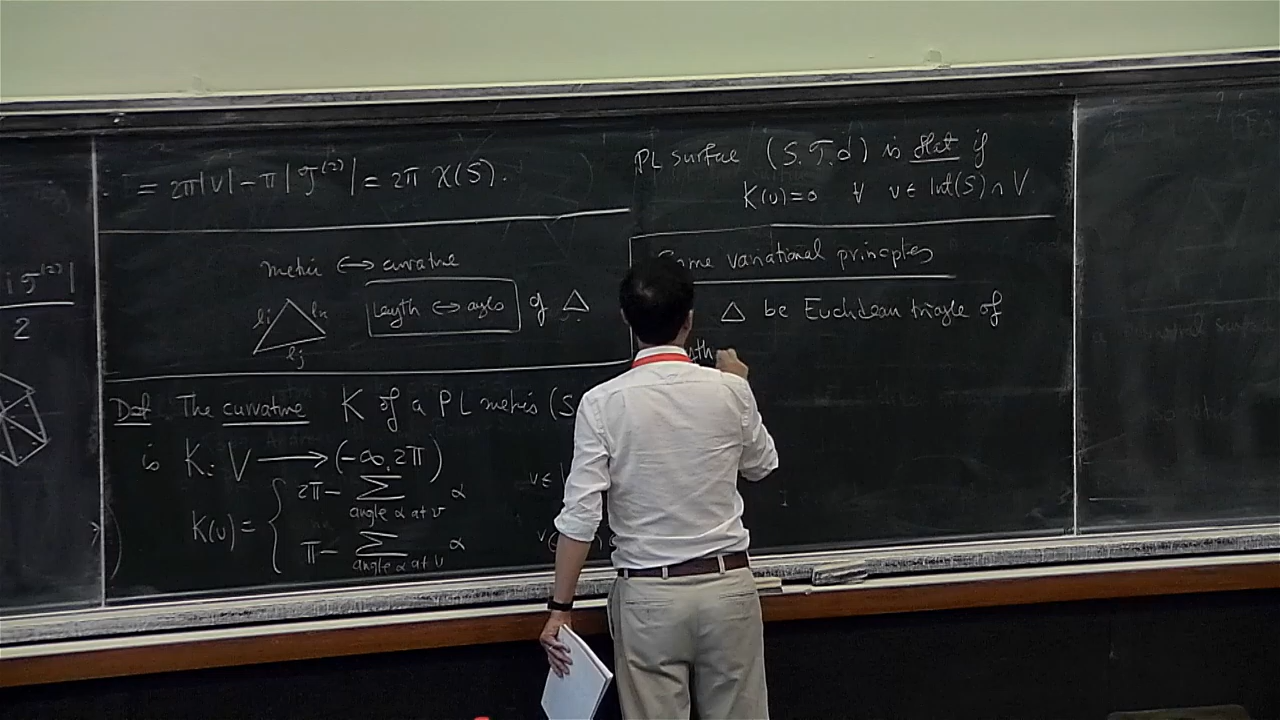 = 2π|V| - π|𝒯⁽²⁾| = 2π χ(S).
𝒯⁽²⁾|
2
metric ↔ curvature
li lk
lj
Length ↔ angles of △
Def The curvature K of a PL metric (S
is K: V → (-∞, 2π)
K(v) = { 2π - Σ α
angle α at v
π - Σ α
angle α at v
v ∈
PL surface (S, 𝒯, d) is flat if
K(v) = 0 ∀ v ∈ Int(S) ∩ V.
Some variational principles
△ be Euclidean triangle of